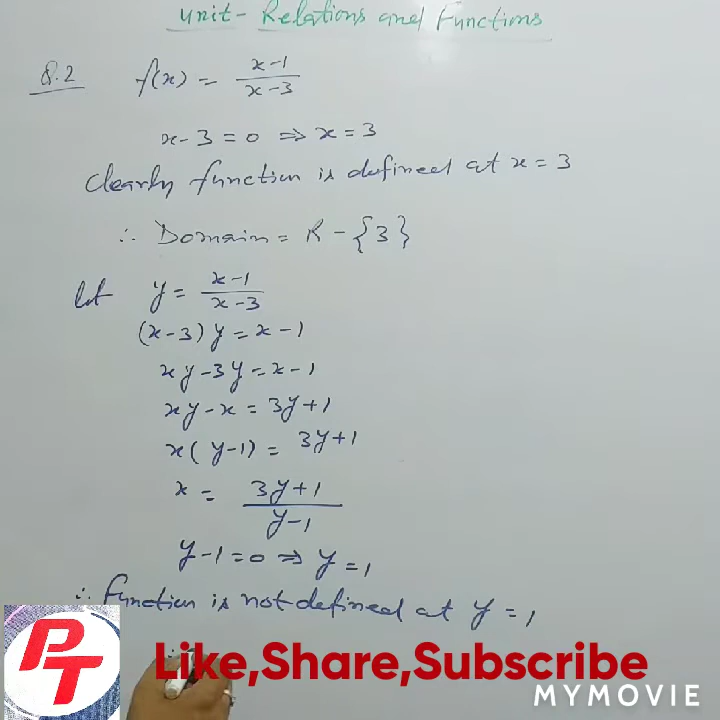 Unit- Relations and Functions
Q.2 f(x) = x-1 / x-3
x-3=0 ⇒ x=3
Clearly function is defined at x=3
∴ Domain = R - {3}
let y = x-1 / x-3
(x-3)y = x-1
xy-3y=x-1
xy-x=3y+1
x(y-1) = 3y+1
x = 3y+1 / y-1
y-1=0 ⇒ y=1
∴ Function is not defined at y=1
PT
Like,Share,Subscribe
MYMOVIE